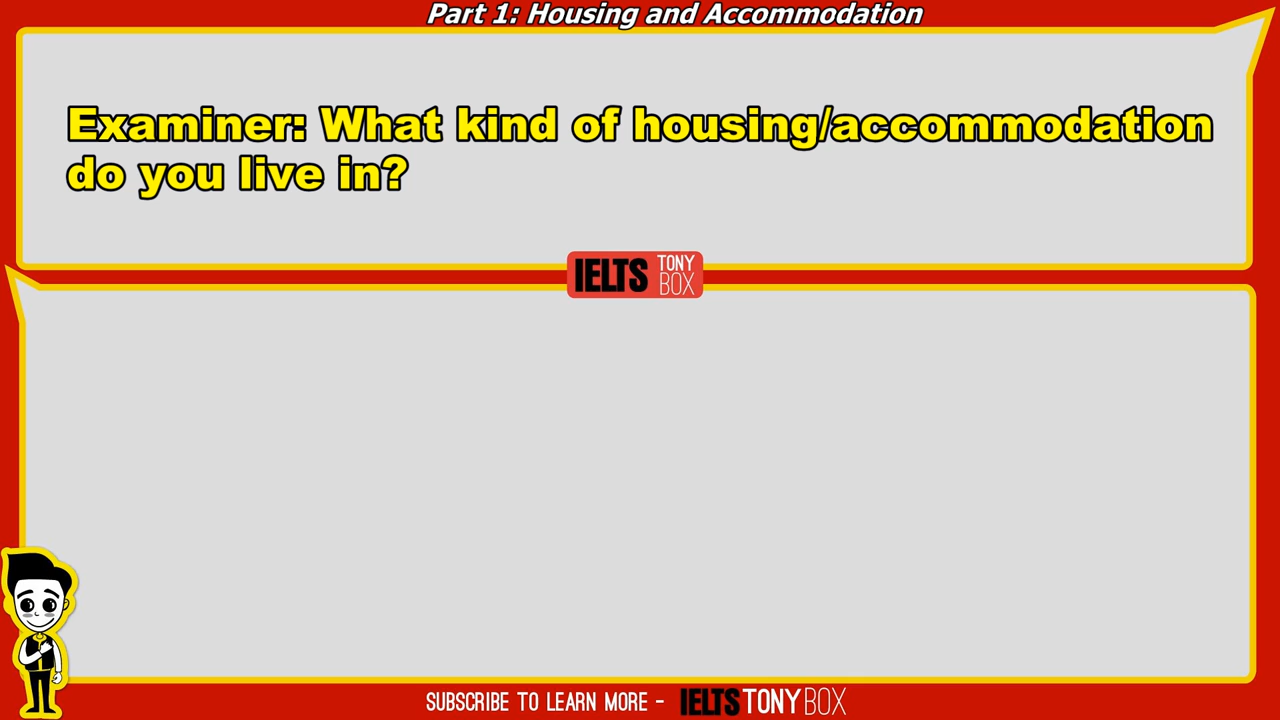 Part 1: Housing and Accommodation
Examiner: What kind of housing/accommodation
do you live in?
IELTS TONY BOX
SUBSCRIBE TO LEARN MORE - IELTS TONY BOX